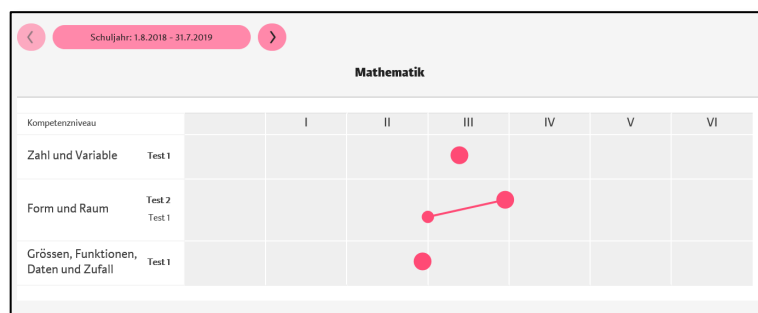 Schuljahr: 1.8.2018 - 31.7.2019
Mathematik
Kompetenzniveau I II III IV V VI
Zahl und Variable Test 1
Form und Raum Test 2
Test 1
Grössen, Funktionen,
Daten und Zufall Test 1